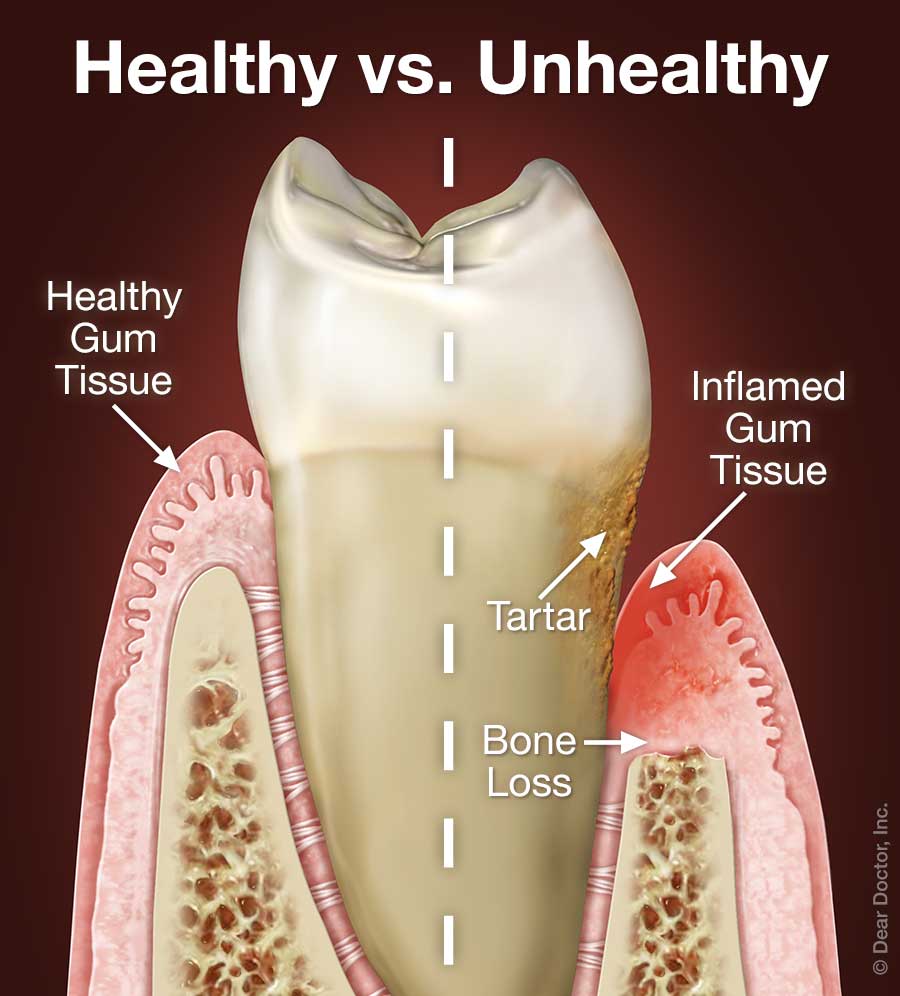 Healthy vs. Unhealthy
Healthy
Gum
Tissue
Inflamed
Gum
Tissue
Tartar
Bone
Loss
© Dear Doctor, Inc.